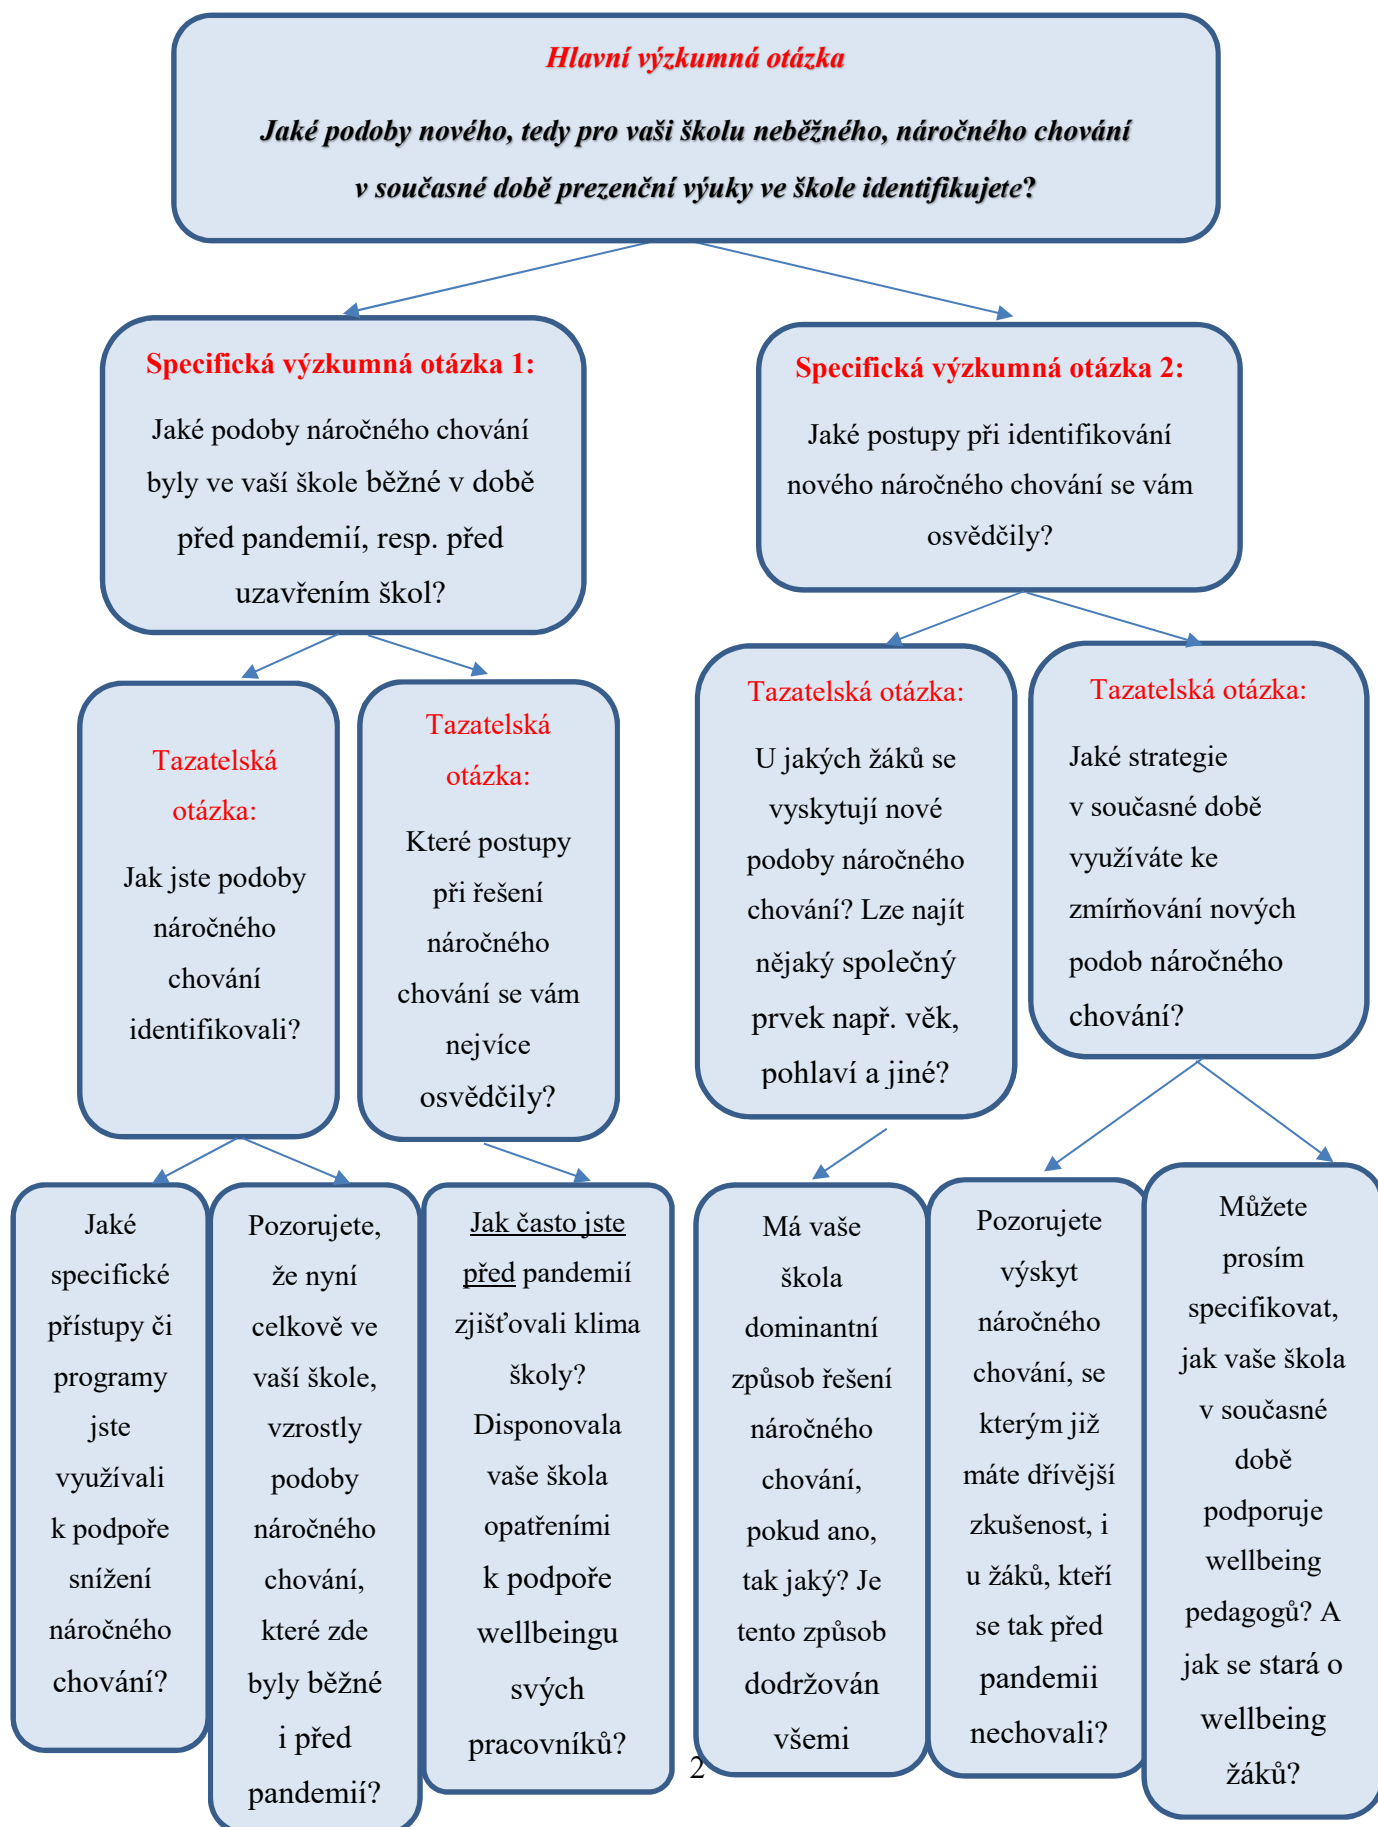 Hlavní výzkumná otázka
Jaké podoby nového, tedy pro vaši školu neběžného, náročného chování
v současné době prezenční výuky ve škole identifikujete?
Specifická výzkumná otázka 1:
Jaké podoby náročného chování
byly ve vaší škole běžné v době
před pandemií, resp. před
uzavřením škol?
Specifická výzkumná otázka 2:
Jaké postupy při identifikování
nového náročného chování se vám
osvědčily?
Tazatelská
otázka:
Jak jste podoby
náročného
chování
identifikovali?
Tazatelská
otázka:
Které postupy
při řešení
náročného
chování se vám
nejvíce
osvědčily?
Tazatelská otázka:
U jakých žáků se
vyskytují nové
podoby náročného
chování? Lze najít
nějaký společný
prvek např. věk,
pohlaví a jiné?
Tazatelská otázka:
Jaké strategie
v současné době
využíváte ke
zmírňování nových
podob náročného
chování?
Jaké
specifické
přístupy či
programy
jste
využívali
k podpoře
snížení
náročného
chování?
Pozorujete,
že nyní
celkově ve
vaší škole,
vzrostly
podoby
náročného
chování,
které zde
byly běžné
i před
pandemií?
Jak často jste
před pandemií
zjišťovali klima
školy?
Disponovala
vaše škola
opatřeními
k podpoře
wellbeingu
svých
pracovníků?
Má vaše
škola
dominantní
způsob řešení
náročného
chování,
pokud ano,
tak jaký? Je
tento způsob
dodržován
všemi
Pozorujete
výskyt
náročného
chování, se
kterým již
máte dřívější
zkušenost, i
u žáků, kteří
se tak před
pandemii
nechovali?
Můžete
prosím
specifikovat,
jak vaše škola
v současné
době
podporuje
wellbeing
pedagogů? A
jak se stará o
wellbeing
žáků?
2